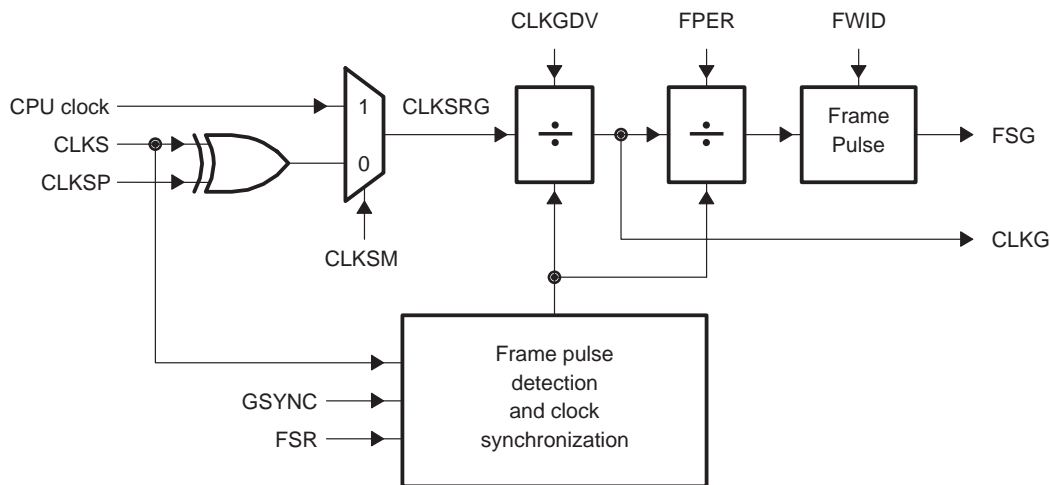 CLKGDV
FPER
FWID
CPU clock
1
CLKSRG
÷
÷
Frame
Pulse
FSG
CLKS
0
CLKSP
CLKSM
CLKG
Frame pulse
detection
and clock
synchronization
GSYNC
FSR